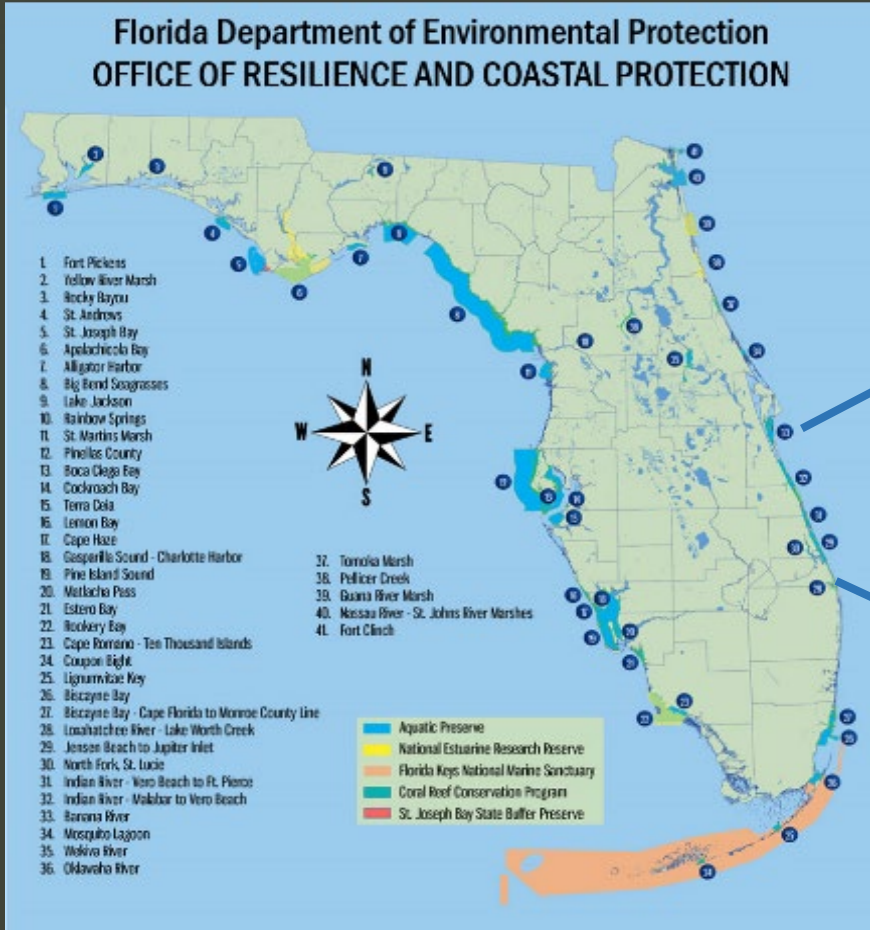 Florida Department of Environmental Protection
OFFICE OF RESILIENCE AND COASTAL PROTECTION
1. Fort Pickens
2. Yellow River Marsh
3. Rocky Bayou
4. St. Andrews
5. St. Joseph Bay
6. Apalachicola Bay
7. Alligator Harbor
8. Big Bend Seagrasses
9. Lake Jackson
10. Rainbow Springs
11. St. Martins Marsh
12. Pinellas County
13. Boca Ciega Bay
14. Cockroach Bay
15. Terra Ceia
16. Lemon Bay
17. Cape Haze
18. Gasparilla Sound - Charlotte Harbor
19. Pine Island Sound
20. Matlacha Pass
21. Estero Bay
22. Rookery Bay
23. Cape Romano - Ten Thousand Islands
24. Coupon Bight
25. Lignumvitae Key
26. Biscayne Bay
27. Biscayne Bay - Cape Florida to Monroe County Line
28. Loxahatchee River - Lake Worth Creek
29. Jensen Beach to Jupiter Inlet
30. North Fork, St. Lucie
31. Indian River - Vero Beach to Ft. Pierce
32. Indian River - Malabar to Vero Beach
33. Banana River
34. Mosquito Lagoon
35. Wekiva River
36. Oklawaha River
37. Tomoka Marsh
38. Pellicer Creek
39. Guana River Marsh
40. Nassau River - St. Johns River Marshes
41. Fort Clinch
N
W E
S
Aquatic Preserve
National Estuarine Research Reserve
Florida Keys National Marine Sanctuary
Coral Reef Conservation Program
St. Joseph Bay State Buffer Preserve